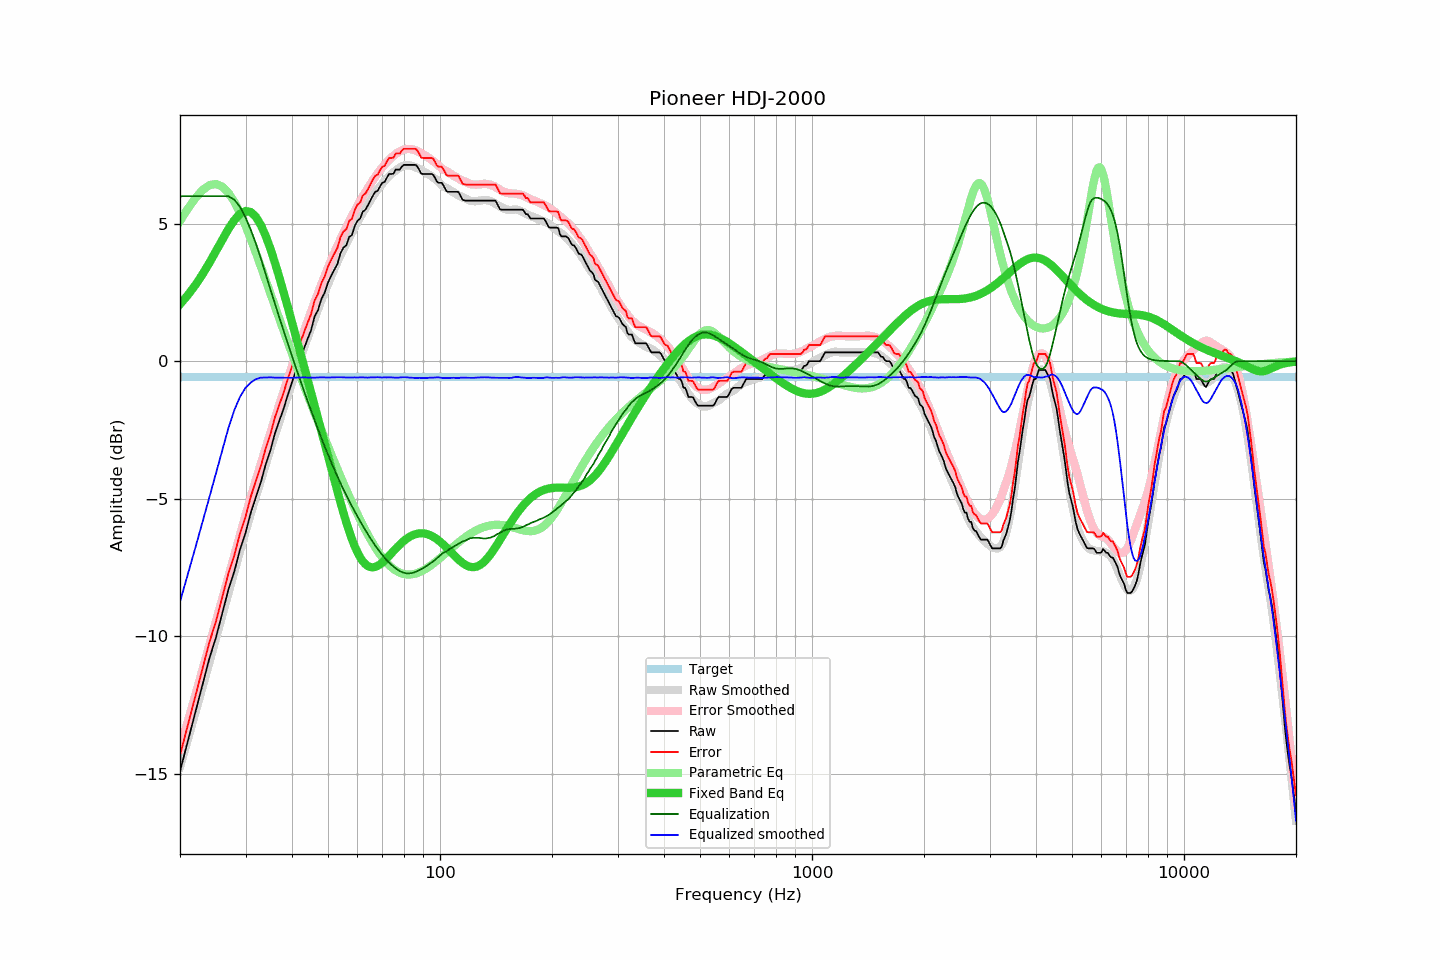 Pioneer HDJ-2000
Amplitude (dBr)
5
0
−5
−10
−15
Target
Raw Smoothed
Error Smoothed
Raw
Error
Parametric Eq
Fixed Band Eq
Equalization
Equalized smoothed
100 1000 10000
Frequency (Hz)